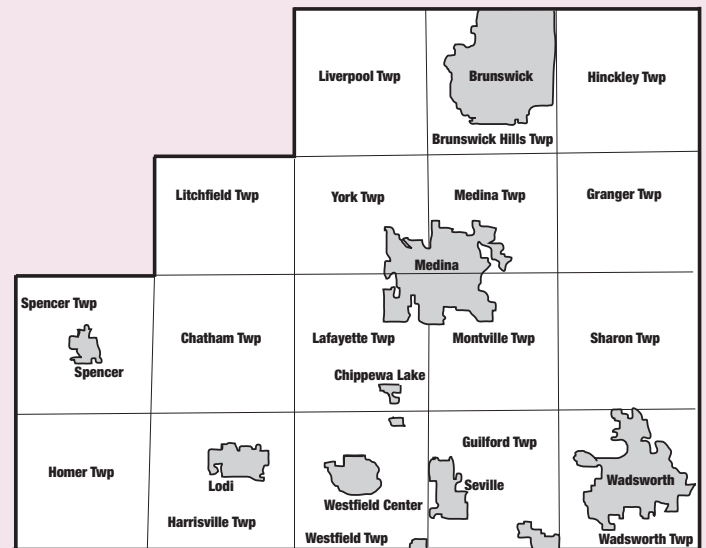 Liverpool Twp
Brunswick
Hinckley Twp
Brunswick Hills Twp
Litchfield Twp
York Twp
Medina Twp
Granger Twp
Medina
Spencer Twp
Chatham Twp
Lafayette Twp
Montville Twp
Sharon Twp
Spencer
Chippewa Lake
Guilford Twp
Homer Twp
Lodi
Seville
Wadsworth
Westfield Center
Harrisville Twp
Westfield Twp
Wadsworth Twp